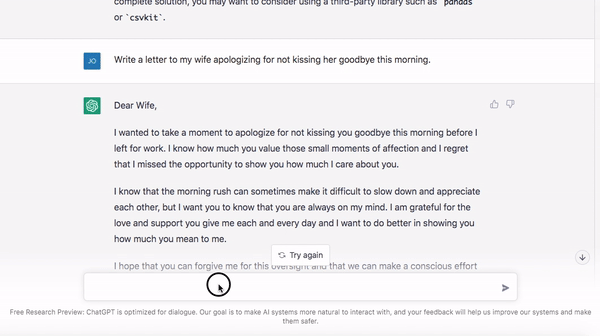 complete solution, you may want to consider using a third-party library such as `pandas`
or `csvkit`.
JO
Write a letter to my wife apologizing for not kissing her goodbye this morning.
Dear Wife,
I wanted to take a moment to apologize for not kissing you goodbye this morning before I
left for work. I know how much you value those small moments of affection and I regret
that I missed the opportunity to show you how much I care about you.
I know that the morning rush can sometimes make it difficult to slow down and appreciate
each other, but I want you to know that you are always on my mind. I am grateful for the
love and support you give me each and every day and I want to do better in showing you
how much you mean to me.
Try again
I hope that you can forgive me for this oversight and that we can make a conscious effort
Free Research Preview: ChatGPT is optimized for dialogue. Our goal is to make AI systems more natural to interact with, and your feedback will help us improve our systems and make
them safer.